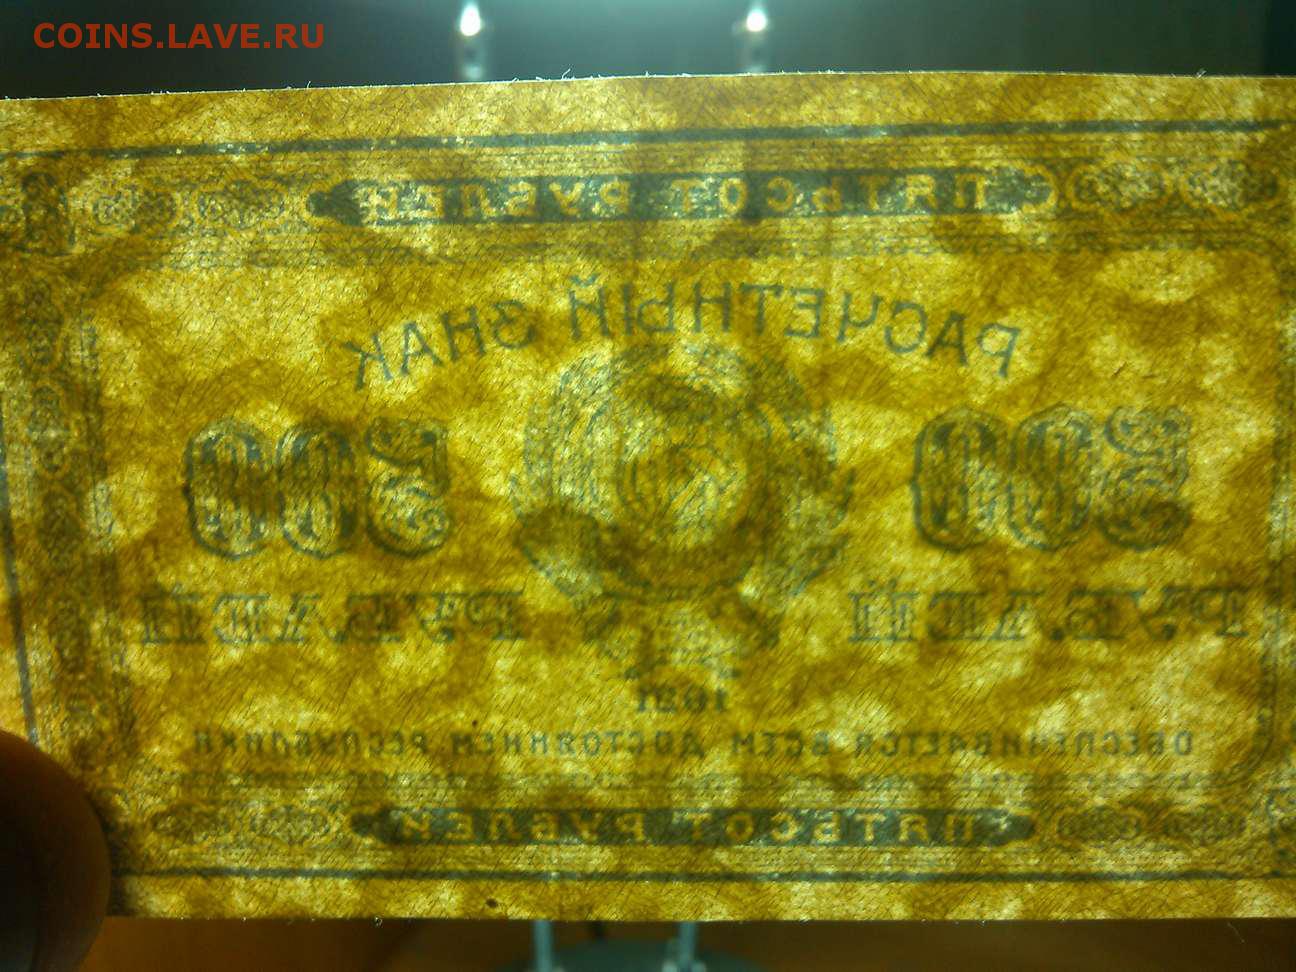 COINS.LAVE.RU
ПЯТЬСОТ РУБЛЕЙ
РАСЧЕТНЫЙ ЗНАК
500 500
РУБЛЕЙ РУБЛЕЙ
1921
ОБЕСПЕЧИВАЕТСЯ ВСЕМ ДОСТОЯНИЕМ РЕСПУБЛИКИ
ПЯТЬСОТ РУБЛЕЙ